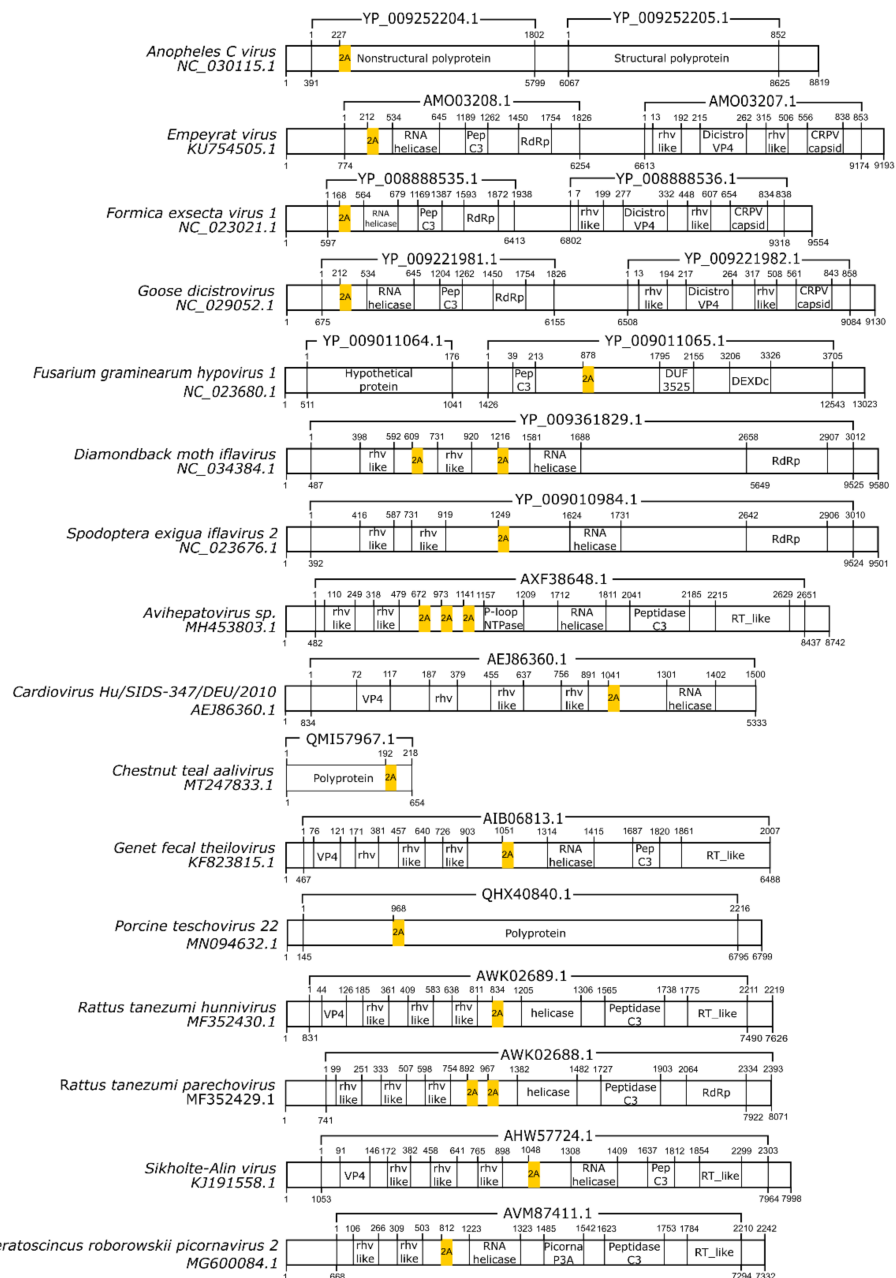 YP_009252204.1 YP_009252205.1
1 227 1802 1 852
Anopheles C virus
NC_030115.1
2A Nonstructural polyprotein Structural polyprotein
1 391 5799 6067 8625 8819
AMO03208.1 AMO03207.1
1 212 534 645 1189 1262 1450 1754 1826 1 13 192 215 262 315 506 556 838 853
Empeyrat virus
KU754505.1
2A RNA helicase Pep C3 RdRp rhv like Dicistro VP4 rhv like CRPV capsid
1 774 6254 6613 9174 9193
YP_008888535.1 YP_008888536.1
1 168 564 679 1169 1387 1593 1872 1938 1 7 199 277 332 448 607 654 834 838
Formica exsecta virus 1
NC_023021.1
2A RNA helicase Pep C3 RdRp rhv like Dicistro VP4 rhv like CRPV capsid
1 597 6413 6802 9318 9554
YP_009221981.1 YP_009221982.1
1 212 534 645 1204 1262 1450 1754 1826 1 13 194 217 264 317 508 561 843 858
Goose dicistrovirus
NC_029052.1
2A RNA helicase Pep C3 RdRp rhv like Dicistro VP4 rhv like CRPV capsid
1 675 6155 6508 9084 9130
YP_009011064.1 YP_009011065.1
1 176 1 39 213 878 1795 2155 3206 3326 3705
Fusarium graminearum hypovirus 1
NC_023680.1
Hypothetical protein Pep C3 2A DUF 3525 DEXDc
1 511 1041 1426 12543 13023
YP_009361829.1
1 398 592 609 731 920 1216 1581 1688 2658 2907 3012
Diamondback moth iflavirus
NC_034384.1
rhv like 2A rhv like 2A RNA helicase RdRp
1 487 5649 9525 9580
YP_009010984.1
1 416 587 731 919 1249 1624 1731 2642 2906 3010
Spodoptera exigua iflavirus 2
NC_023676.1
rhv like rhv like 2A RNA helicase RdRp
1 392 9524 9501
AXF38648.1
1 110 249 318 479 672 973 1141 1157 1209 1712 1811 2041 2185 2215 2629 2651
Avihepatovirus sp.
MH453803.1
rhv like rhv like 2A 2A 2A P-loop NTPase RNA helicase Peptidase C3 RT_like
1 482 8437 8742
AEJ86360.1
1 72 117 187 379 455 637 756 891 1041 1301 1402 1500
Cardiovirus Hu/SIDS-347/DEU/2010
AEJ86360.1
VP4 rhv rhv like rhv like 2A RNA helicase
1 834 5333
QMI57967.1
1 192 218
Chestnut teal aalivirus
MT247833.1
Polyprotein 2A
1 654
AIB06813.1
1 76 121 171 381 457 640 726 903 1051 1314 1415 1687 1820 1861 2007
Genet fecal theilovirus
KF823815.1
VP4 rhv rhv like rhv like 2A RNA helicase Pep C3 RT_like
1 467 6488
QHX40840.1
1 968 2216
Porcine teschovirus 22
MN094632.1
2A Polyprotein
1 145 6795 6799
AWK02689.1
1 44 126 185 361 409 583 638 811 834 1205 1306 1565 1738 1775 2211 2219
Rattus tanezumi hunnivirus
MF352430.1
VP4 rhv like rhv like rhv like 2A helicase Peptidase C3 RT_like
1 831 7490 7626
AWK02688.1
1 99 251 333 507 598 754 892 967 1382 1482 1727 1903 2064 2334 2393
Rattus tanezumi parechovirus
MF352429.1
rhv like rhv like rhv like 2A 2A helicase Peptidase C3 RdRp
1 741 7922 8071
AHW57724.1
1 91 146 172 382 458 641 765 898 1048 1308 1409 1637 1812 1854 2299 2303
Sikholte-Alin virus
KJ191558.1
VP4 rhv like rhv like rhv like 2A RNA helicase Pep C3 RT_like
1 1053 7964 7998
AVM87411.1
1 106 266 309 503 812 1223 1323 1485 1542 1623 1753 1784 2210 2242
eratoscincus roborowskii picornavirus 2
MG600084.1
rhv like rhv like 2A RNA helicase Picorna P3A Peptidase C3 RT_like
1 668 7294 7332